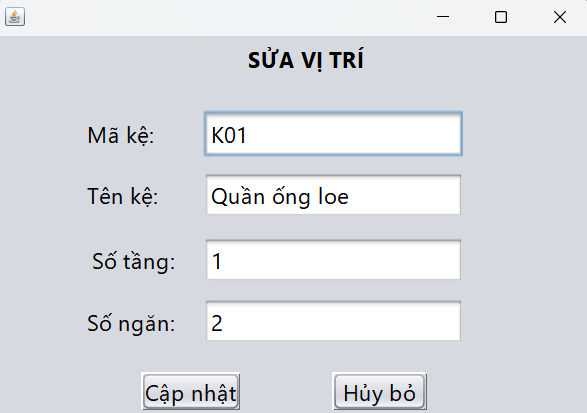 SỬA VỊ TRÍ
Mã kệ: K01
Tên kệ: Quần ống loe
Số tầng: 1
Số ngăn: 2
Cập nhật Hủy bỏ